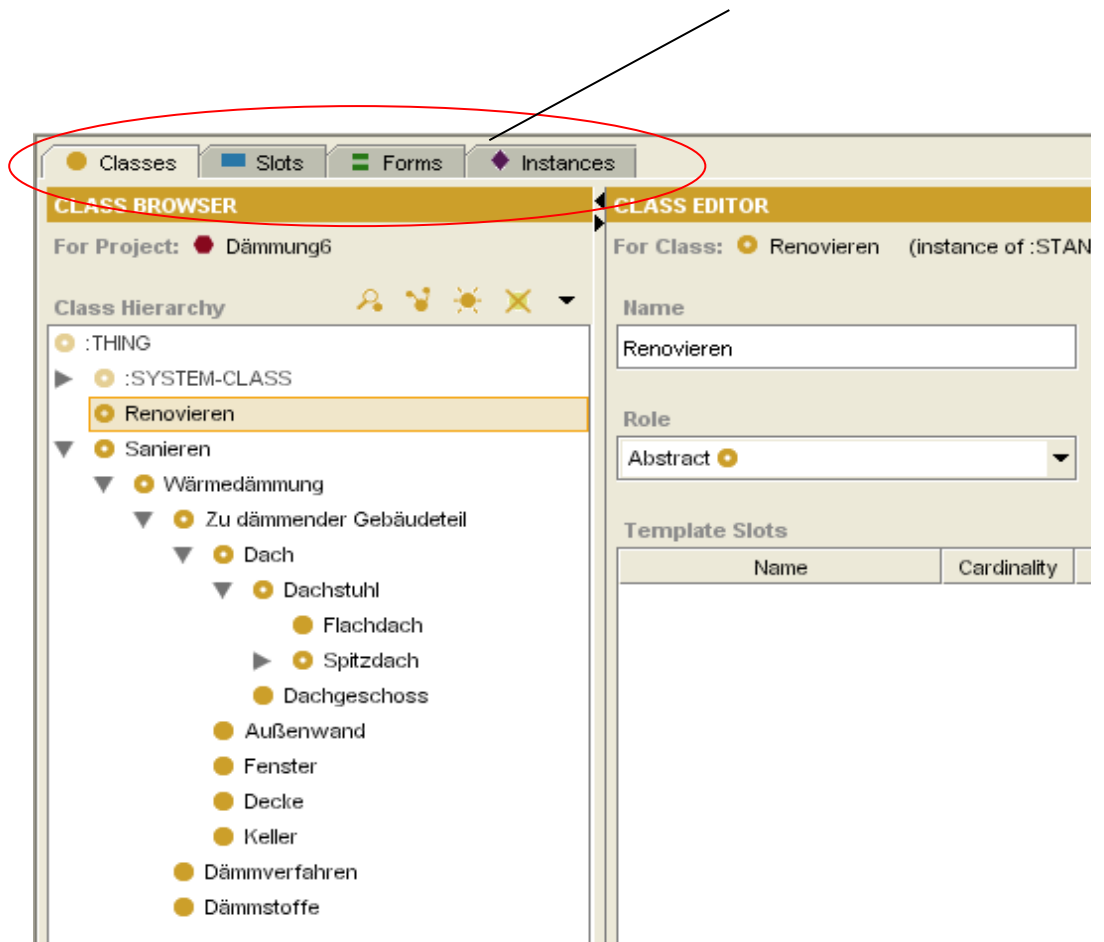 Classes Slots Forms Instances
CLASS BROWSER
For Project: Dämmung6
Class Hierarchy
:THING
:SYSTEM-CLASS
Renovieren
Sanieren
Wärmedämmung
Zu dämmender Gebäudeteil
Dach
Dachstuhl
Flachdach
Spitzdach
Dachgeschoss
Außenwand
Fenster
Decke
Keller
Dämmverfahren
Dämmstoffe
CLASS EDITOR
For Class: Renovieren (instance of :STAN
Name
Renovieren
Role
Abstract
Template Slots
Name Cardinality